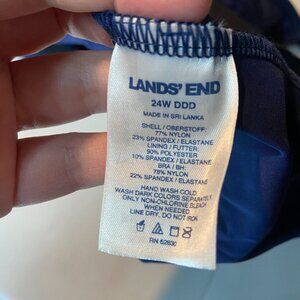 LANDS' END
24W DDD
MADE IN SRI LANKA
SHELL / OBERSTOFF:
77% NYLON
23% SPANDEX / ELASTANE
LINING / FUTTER:
90% POLYESTER
10% SPANDEX / ELASTANE
BRA / BH:
78% NYLON
22% SPANDEX / ELASTANE
HAND WASH COLD
WASH DARK COLORS SEPARATELY
ONLY NON-CHLORINE BLEACH
WHEN NEEDED
LINE DRY, DO NOT IRON
RN 62830